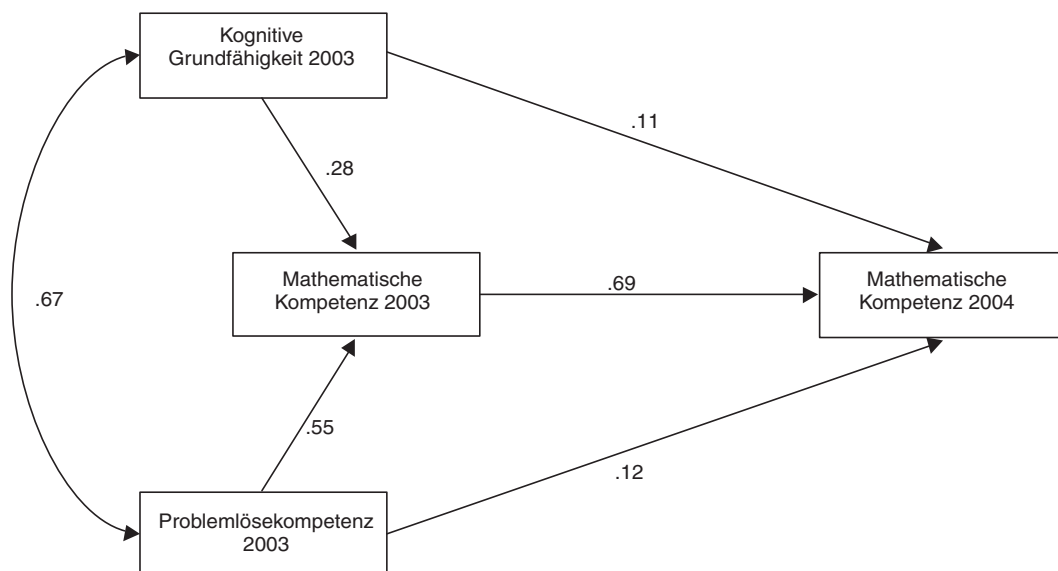 Kognitive
Grundfähigkeit 2003
.11
.28
Mathematische
Kompetenz 2003
.69
Mathematische
Kompetenz 2004
.67
.55
.12
Problemlösekompetenz
2003